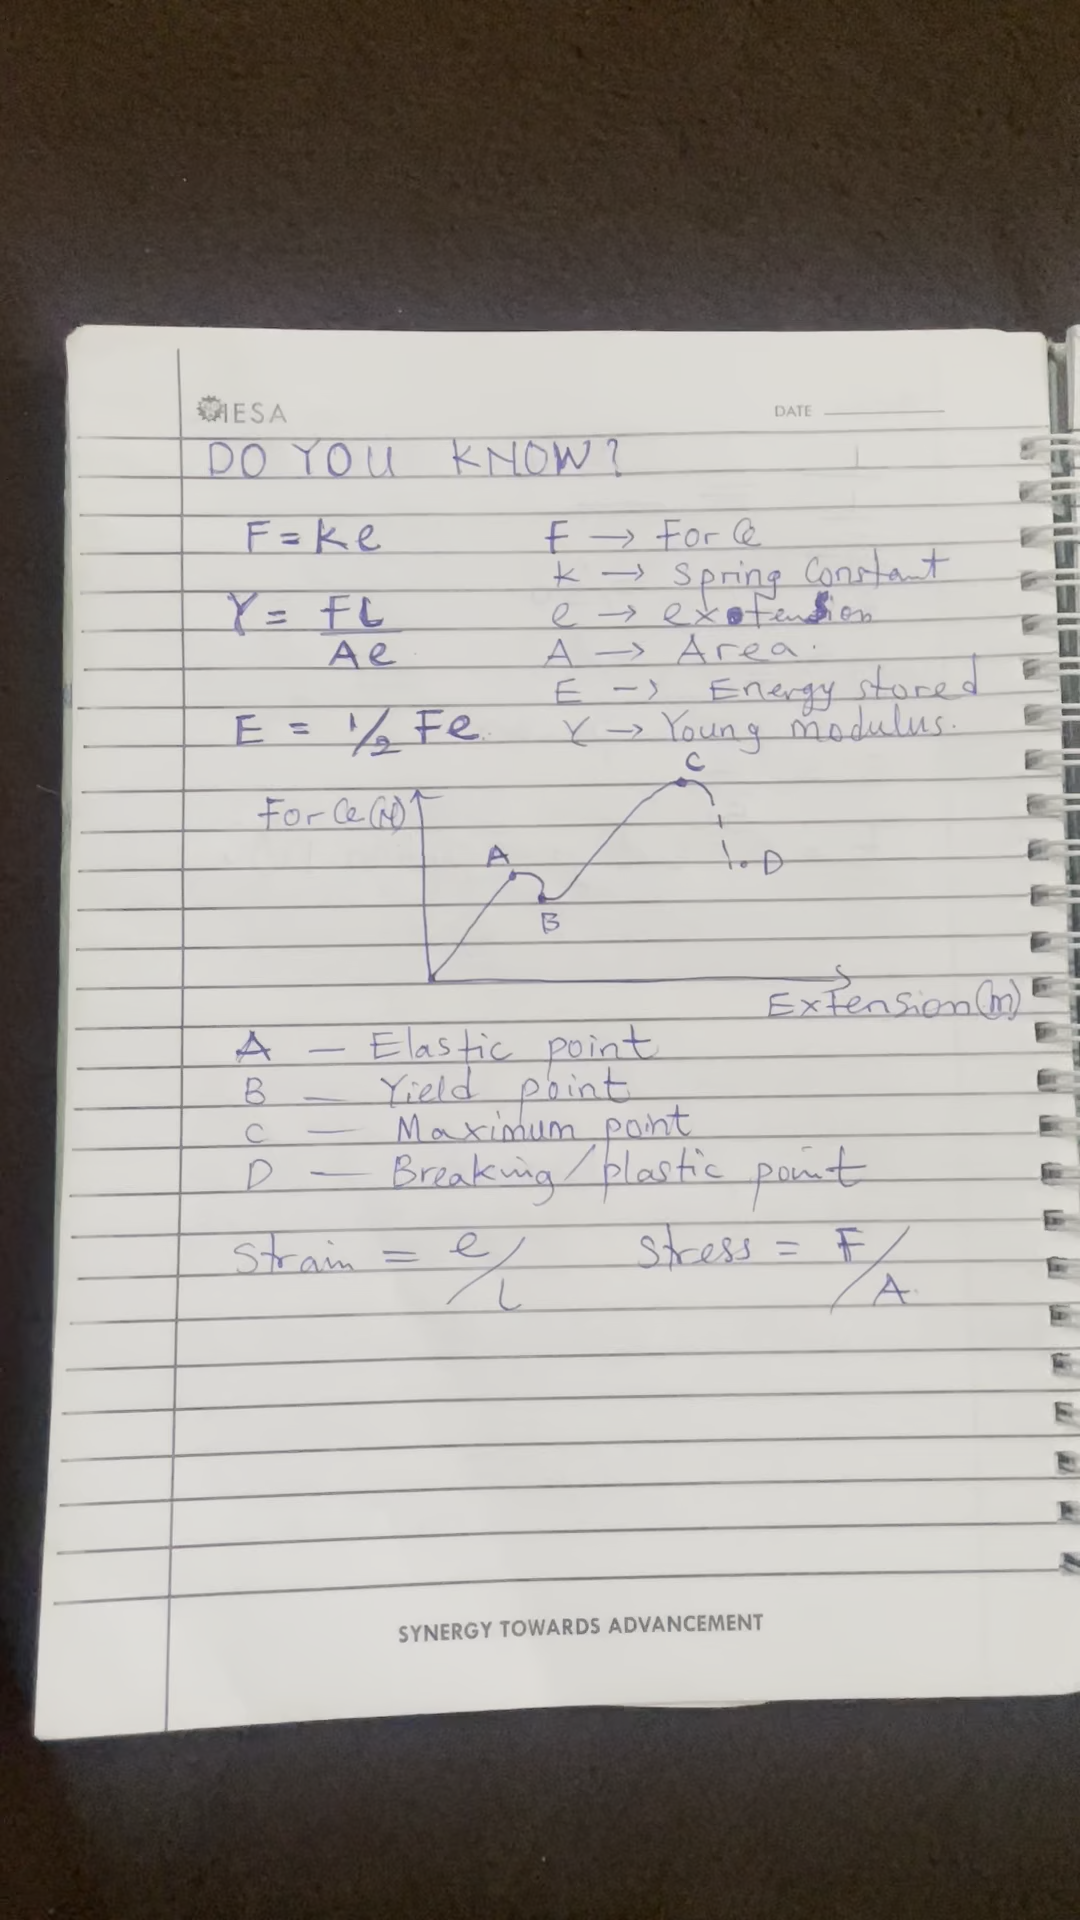 IESA
DATE
DO YOU KNOW?
F = Ke
F → Force
K → Spring Constant
Y = FL
Ae
e → extension
A → Area.
E → Energy stored
E = 1/2 Fe.
Y → Young modulus.
C
Force (N)
A
D
B
Extension (m)
A — Elastic point
B — Yield point
C — Maximum point
D — Breaking / plastic point
Strain = e/L
Stress = F/A.
SYNERGY TOWARDS ADVANCEMENT